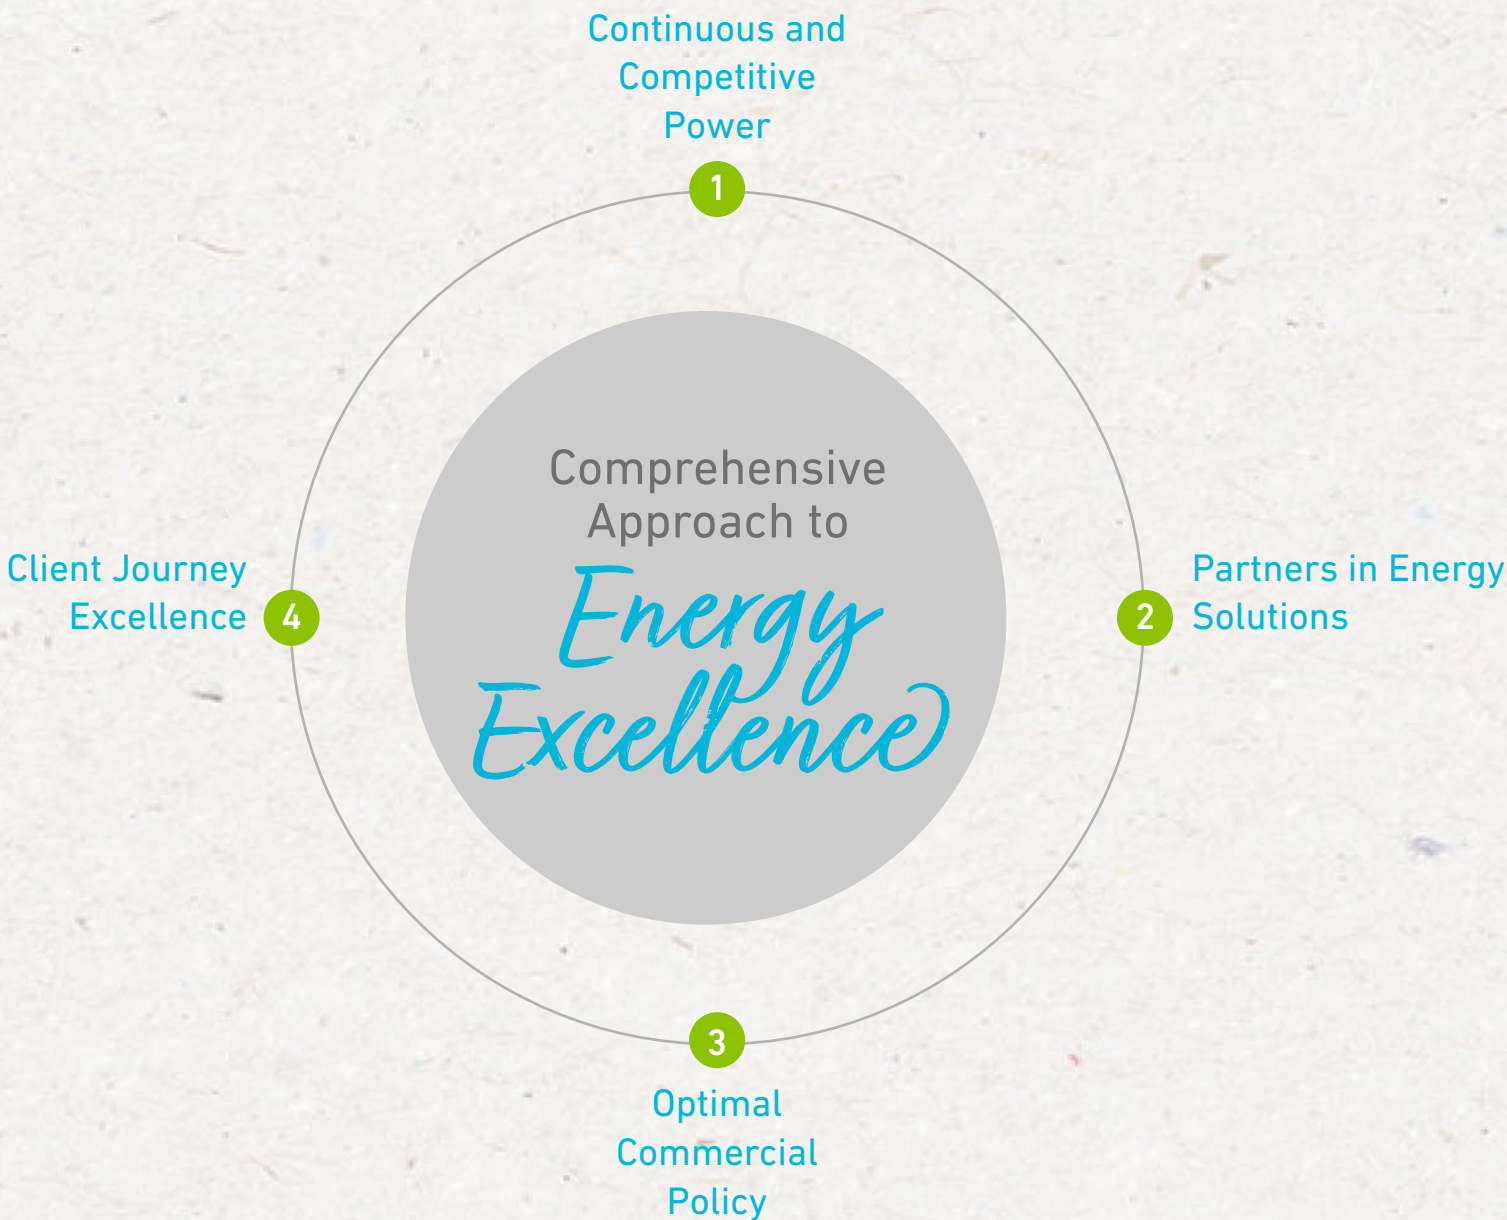 Continuous and
Competitive
Power
1
Comprehensive
Approach to
Energy
Excellence
Client Journey
Excellence
4
2
Partners in Energy
Solutions
3
Optimal
Commercial
Policy